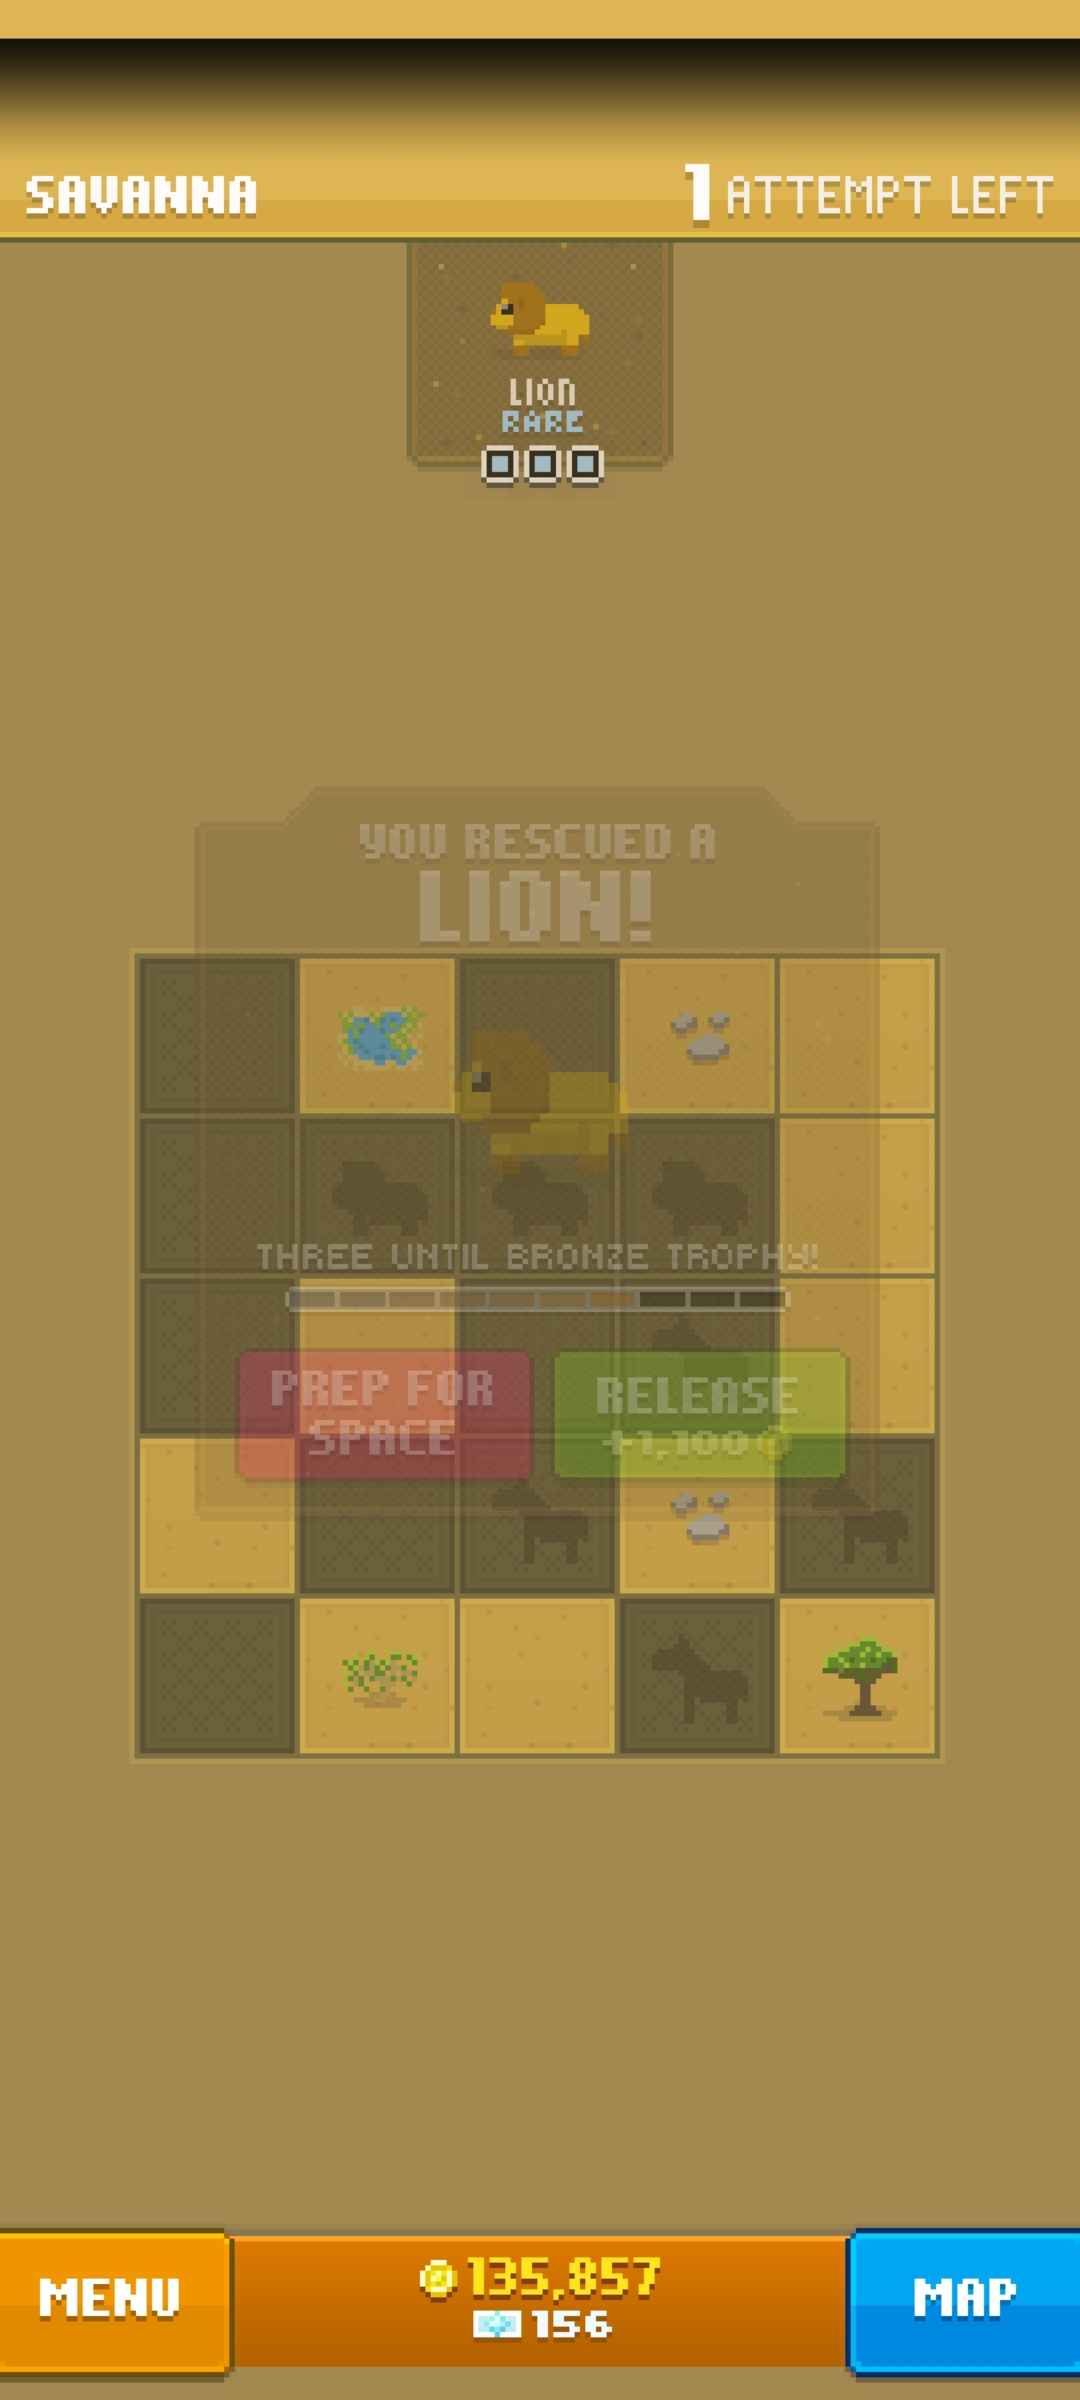 SAVANNA
1 ATTEMPT LEFT
LION
RARE
YOU RESCUED A
LION!
THREE UNTIL BRONZE TROPHY!
PREP FOR
SPACE
RELEASE
+1,100
135,857
156
MENU
MAP